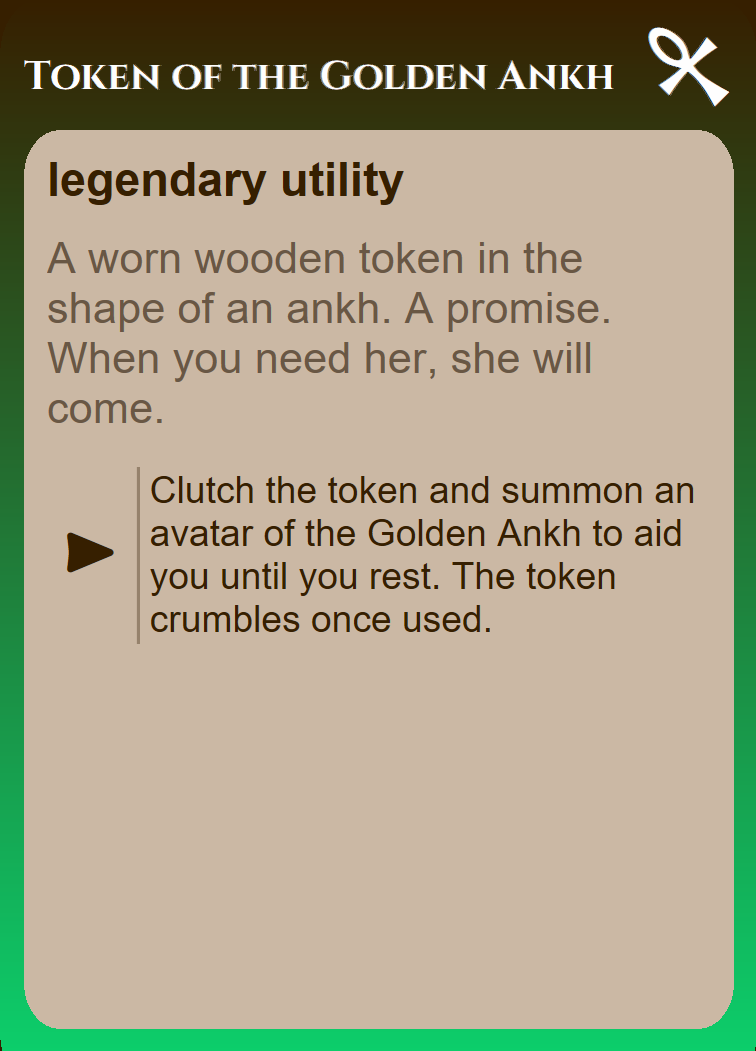 Token of the Golden Ankh
legendary utility
A worn wooden token in the
shape of an ankh. A promise.
When you need her, she will
come.
Clutch the token and summon an
avatar of the Golden Ankh to aid
you until you rest. The token
crumbles once used.